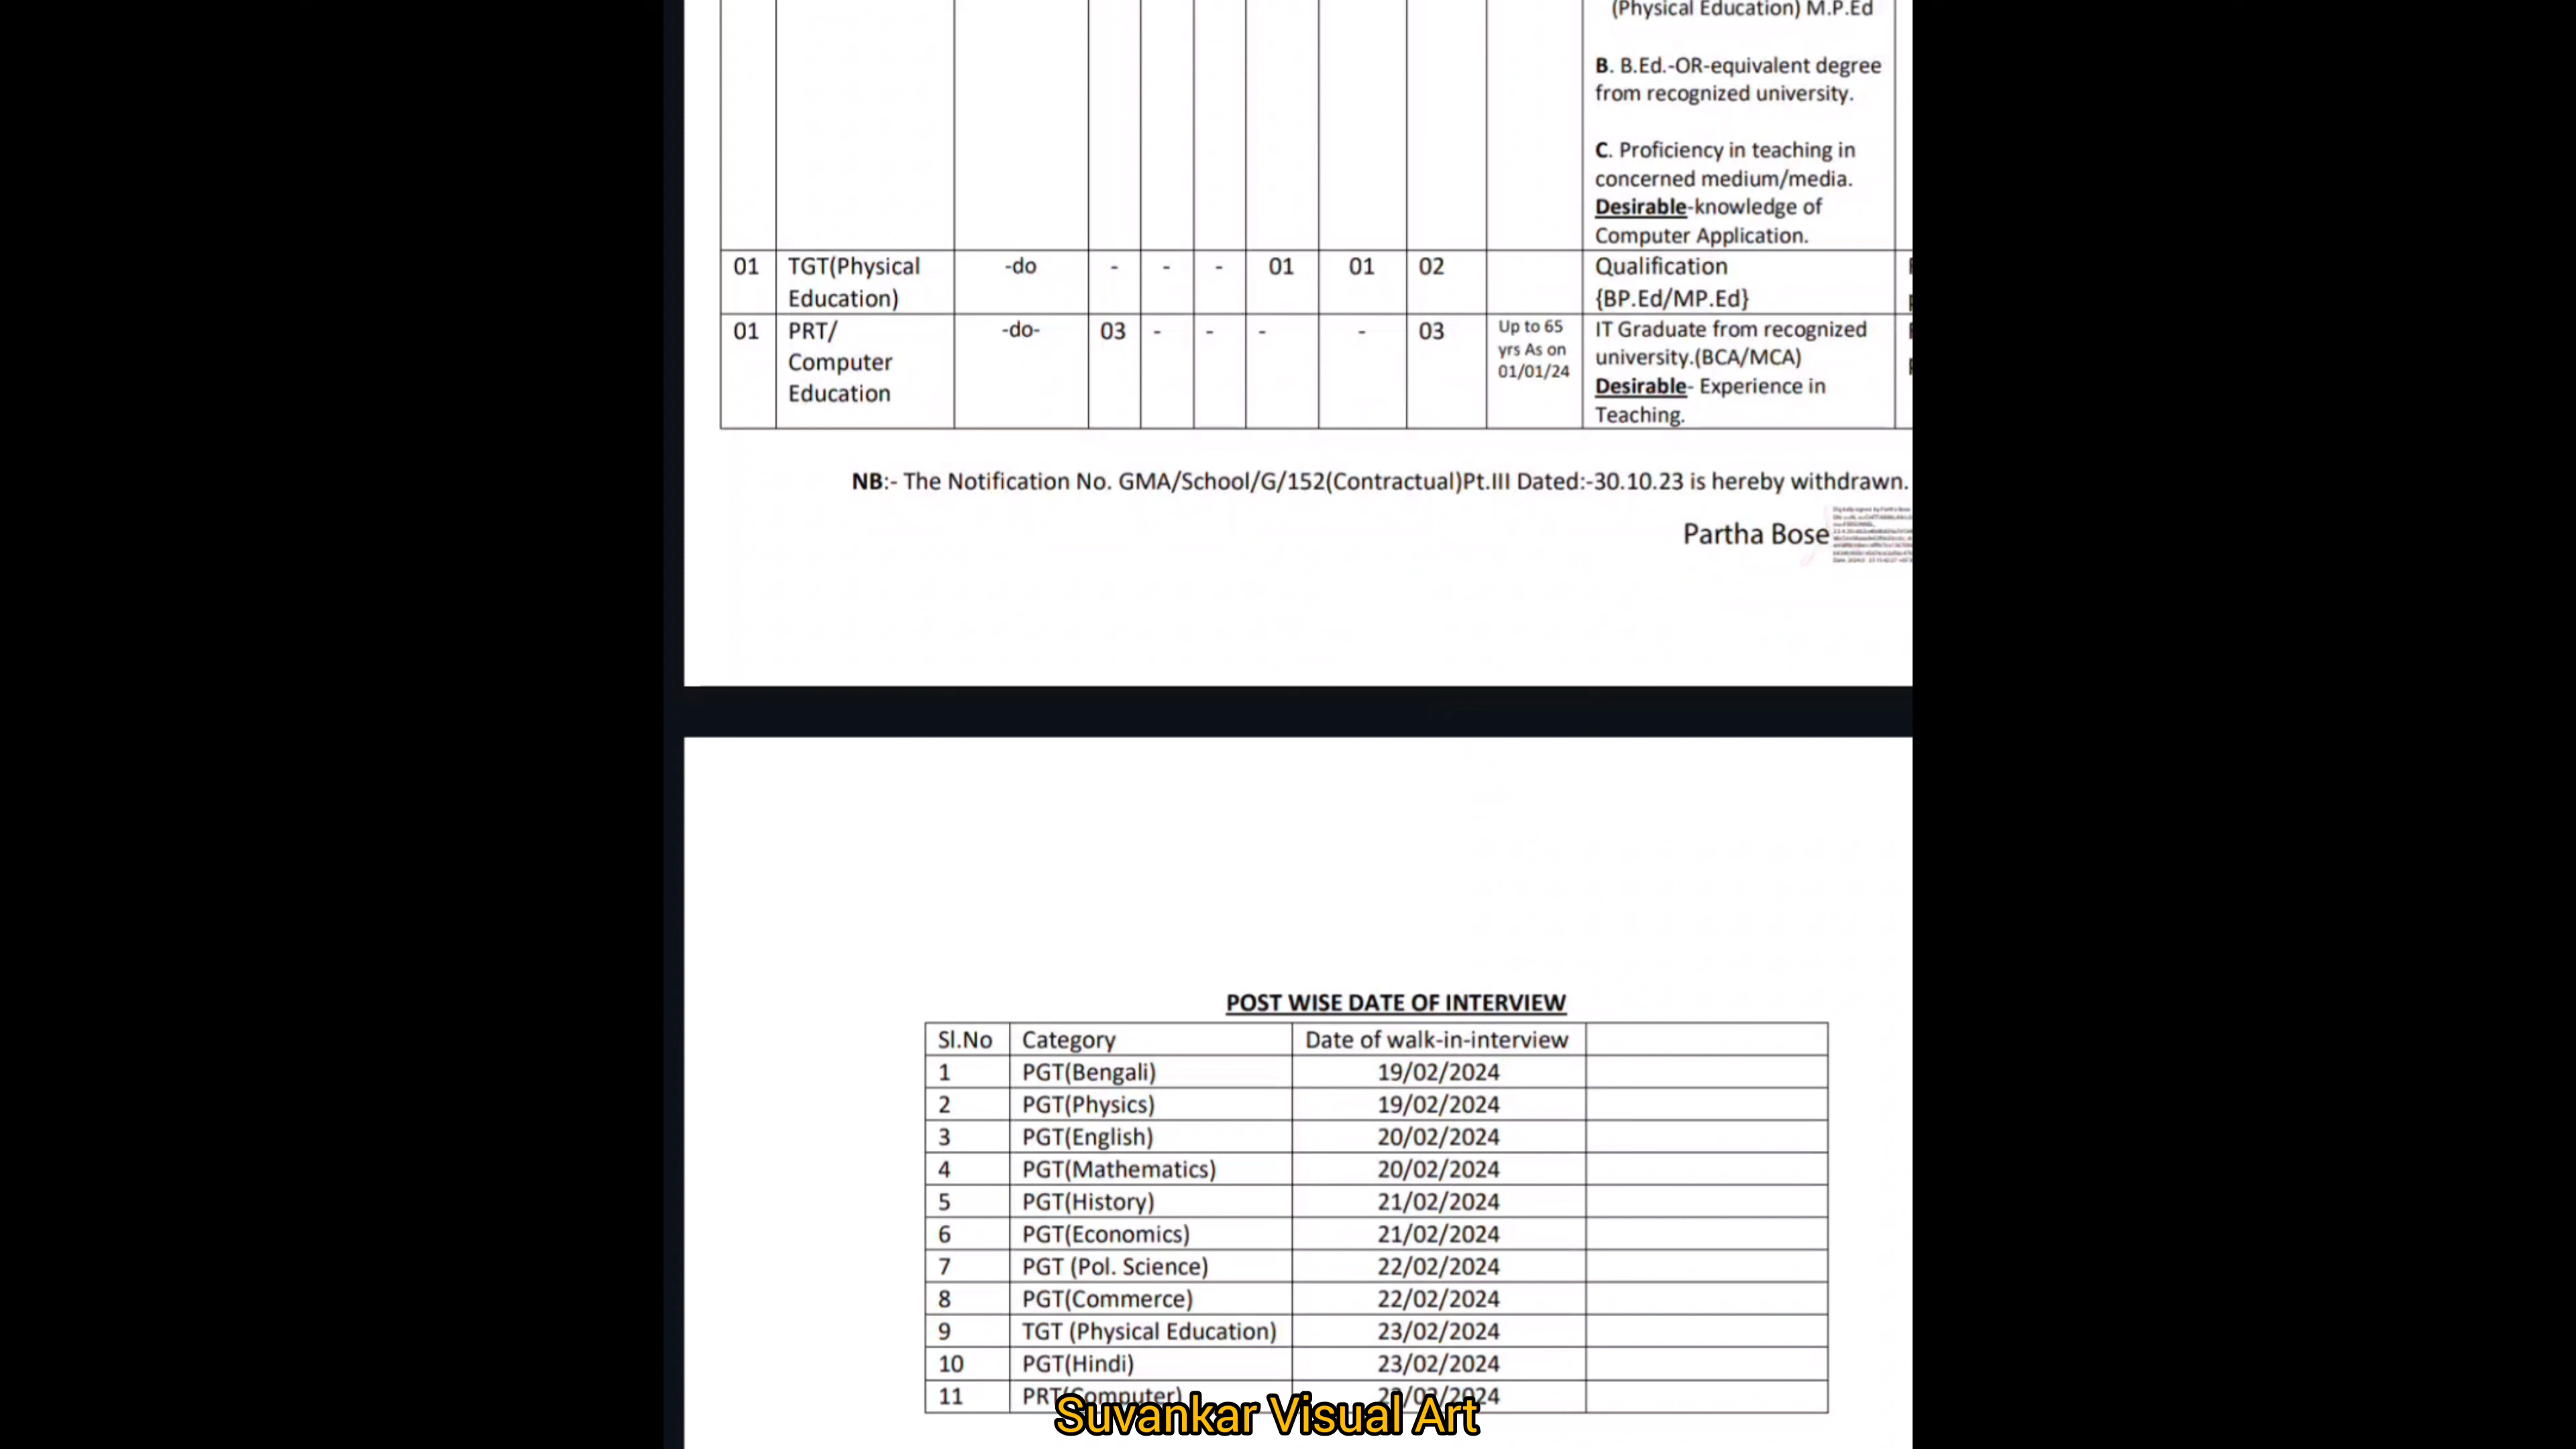 (Physical Education) M.P.Ed
B. B.Ed.-OR-equivalent degree
from recognized university.
C. Proficiency in teaching in
concerned medium/media.
Desirable-knowledge of
Computer Application.
01 TGT(Physical Education) -do - - - 01 01 02 Qualification {BP.Ed/MP.Ed}
01 PRT/ Computer Education -do- 03 - - - - 03 Up to 65 yrs As on 01/01/24 IT Graduate from recognized university.(BCA/MCA) Desirable- Experience in Teaching.
NB:- The Notification No. GMA/School/G/152(Contractual)Pt.III Dated:-30.10.23 is hereby withdrawn.
Partha Bose
POST WISE DATE OF INTERVIEW
Sl.No Category Date of walk-in-interview
1 PGT(Bengali) 19/02/2024
2 PGT(Physics) 19/02/2024
3 PGT(English) 20/02/2024
4 PGT(Mathematics) 20/02/2024
5 PGT(History) 21/02/2024
6 PGT(Economics) 21/02/2024
7 PGT (Pol. Science) 22/02/2024
8 PGT(Commerce) 22/02/2024
9 TGT (Physical Education) 23/02/2024
10 PGT(Hindi) 23/02/2024
11 PRT(Computer)
Suvankar Visual Art